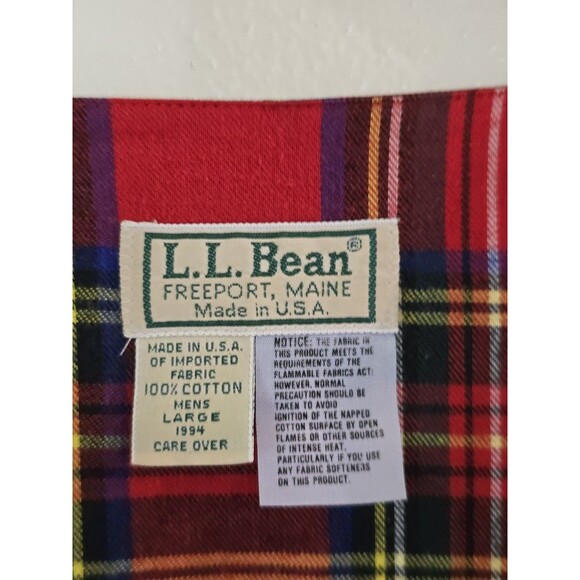 L.L.Bean®
FREEPORT, MAINE
Made in U.S.A.
MADE IN U.S.A.
OF IMPORTED
FABRIC
100% COTTON
MENS
LARGE
1994
CARE OVER
NOTICE: THE FABRIC IN
THIS PRODUCT MEETS THE
REQUIREMENTS OF THE
FLAMMABLE FABRICS ACT;
HOWEVER, NORMAL
PRECAUTION SHOULD BE
TAKEN TO AVOID
IGNITION OF THE NAPPED
COTTON SURFACE BY OPEN
FLAMES OR OTHER SOURCES
OF INTENSE HEAT.
PARTICULARLY IF YOU USE
ANY FABRIC SOFTENESS
ON THIS PRODUCT.